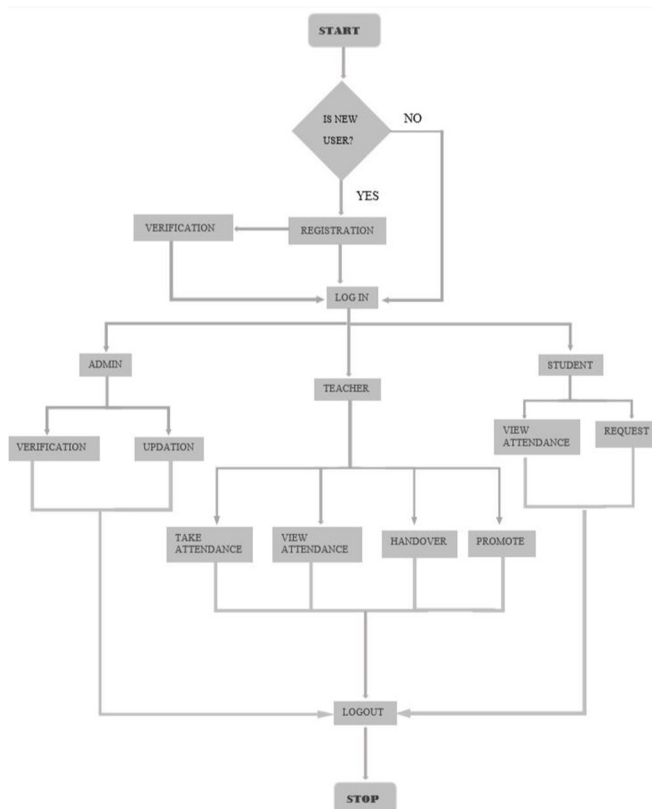 START
IS NEW
USER?
NO
YES
VERIFICATION
REGISTRATION
LOG IN
ADMIN
TEACHER
STUDENT
VERIFICATION
UPDATION
VIEW
ATTENDANCE
REQUEST
TAKE
ATTENDANCE
VIEW
ATTENDANCE
HANDOVER
PROMOTE
LOGOUT
STOP